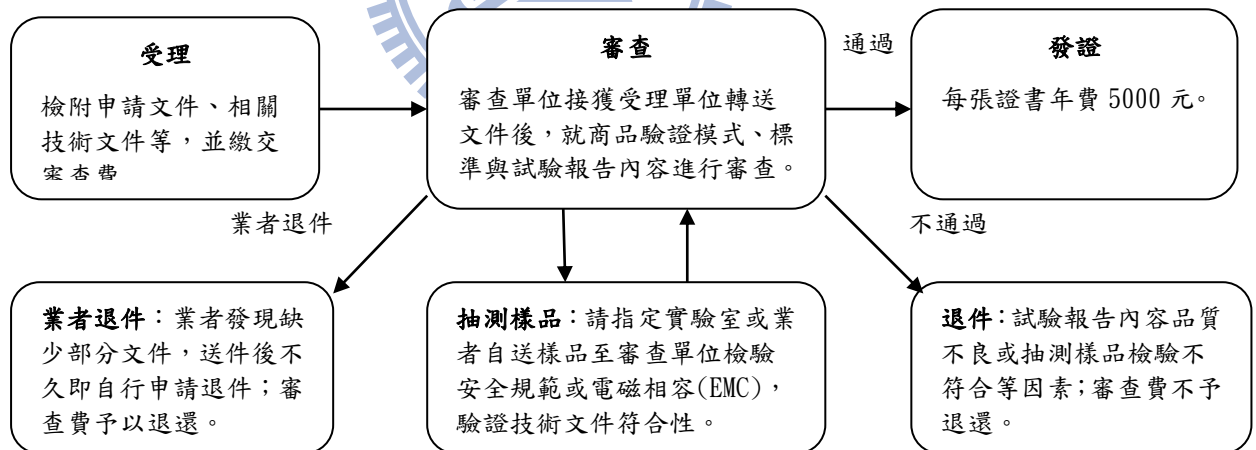 受理
檢附申請文件、相關
技術文件等，並繳交
審查費
審查
審查單位接獲受理單位轉送
文件後，就商品驗證模式、標
準與試驗報告內容進行審查。
通過
發證
每張證書年費 5000 元。
業者退件
不通過
業者退件：業者發現缺
少部分文件，送件後不
久即自行申請退件；審
查費予以退還。
抽測樣品：請指定實驗室或業
者自送樣品至審查單位檢驗
安全規範或電磁相容(EMC)，
驗證技術文件符合性。
退件：試驗報告內容品質
不良或抽測樣品檢驗不
符合等因素；審查費不予
退還。